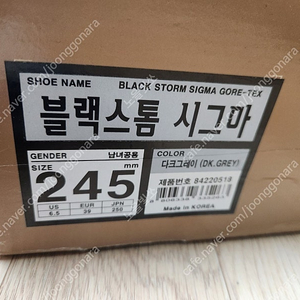 SHOE NAME BLACK STORM SIGMA GORE-TEX
블랙스톰 시그마
GENDER 남녀공용
SIZE mm
245
US EUR JPN
6.5 39 250
COLOR
다크그레이 (DK.GREY)
제품번호 84220518
Made in KOREA